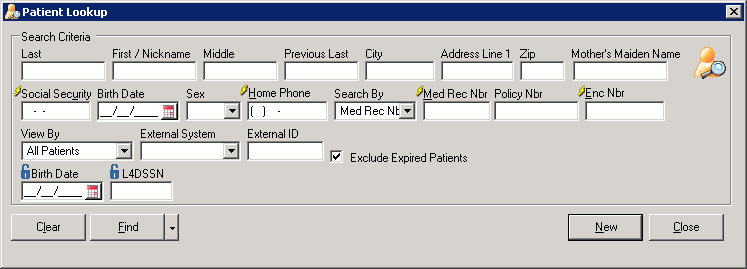 Patient Lookup
Search Criteria
Last First / Nickname Middle Previous Last City Address Line 1 Zip Mother's Maiden Name
Social Security Birth Date Sex Home Phone Search By Med Rec Nbr Policy Nbr Enc Nbr
- - __/__/____ ( ) - Med Rec Nb
View By External System External ID
All Patients Exclude Expired Patients
Birth Date L4DSSN
__/__/____
Clear Find New Close